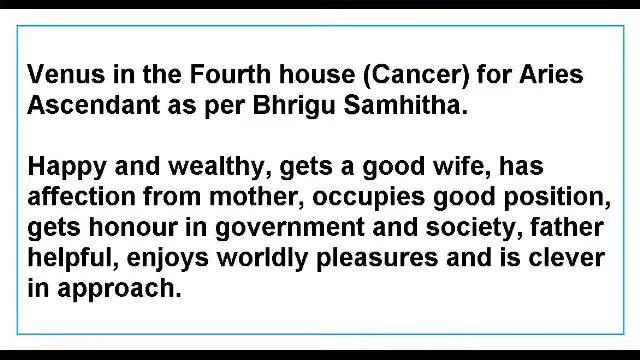 Venus in the Fourth house (Cancer) for Aries
Ascendant as per Bhrigu Samhitha.
Happy and wealthy, gets a good wife, has
affection from mother, occupies good position,
gets honour in government and society, father
helpful, enjoys worldly pleasures and is clever
in approach.